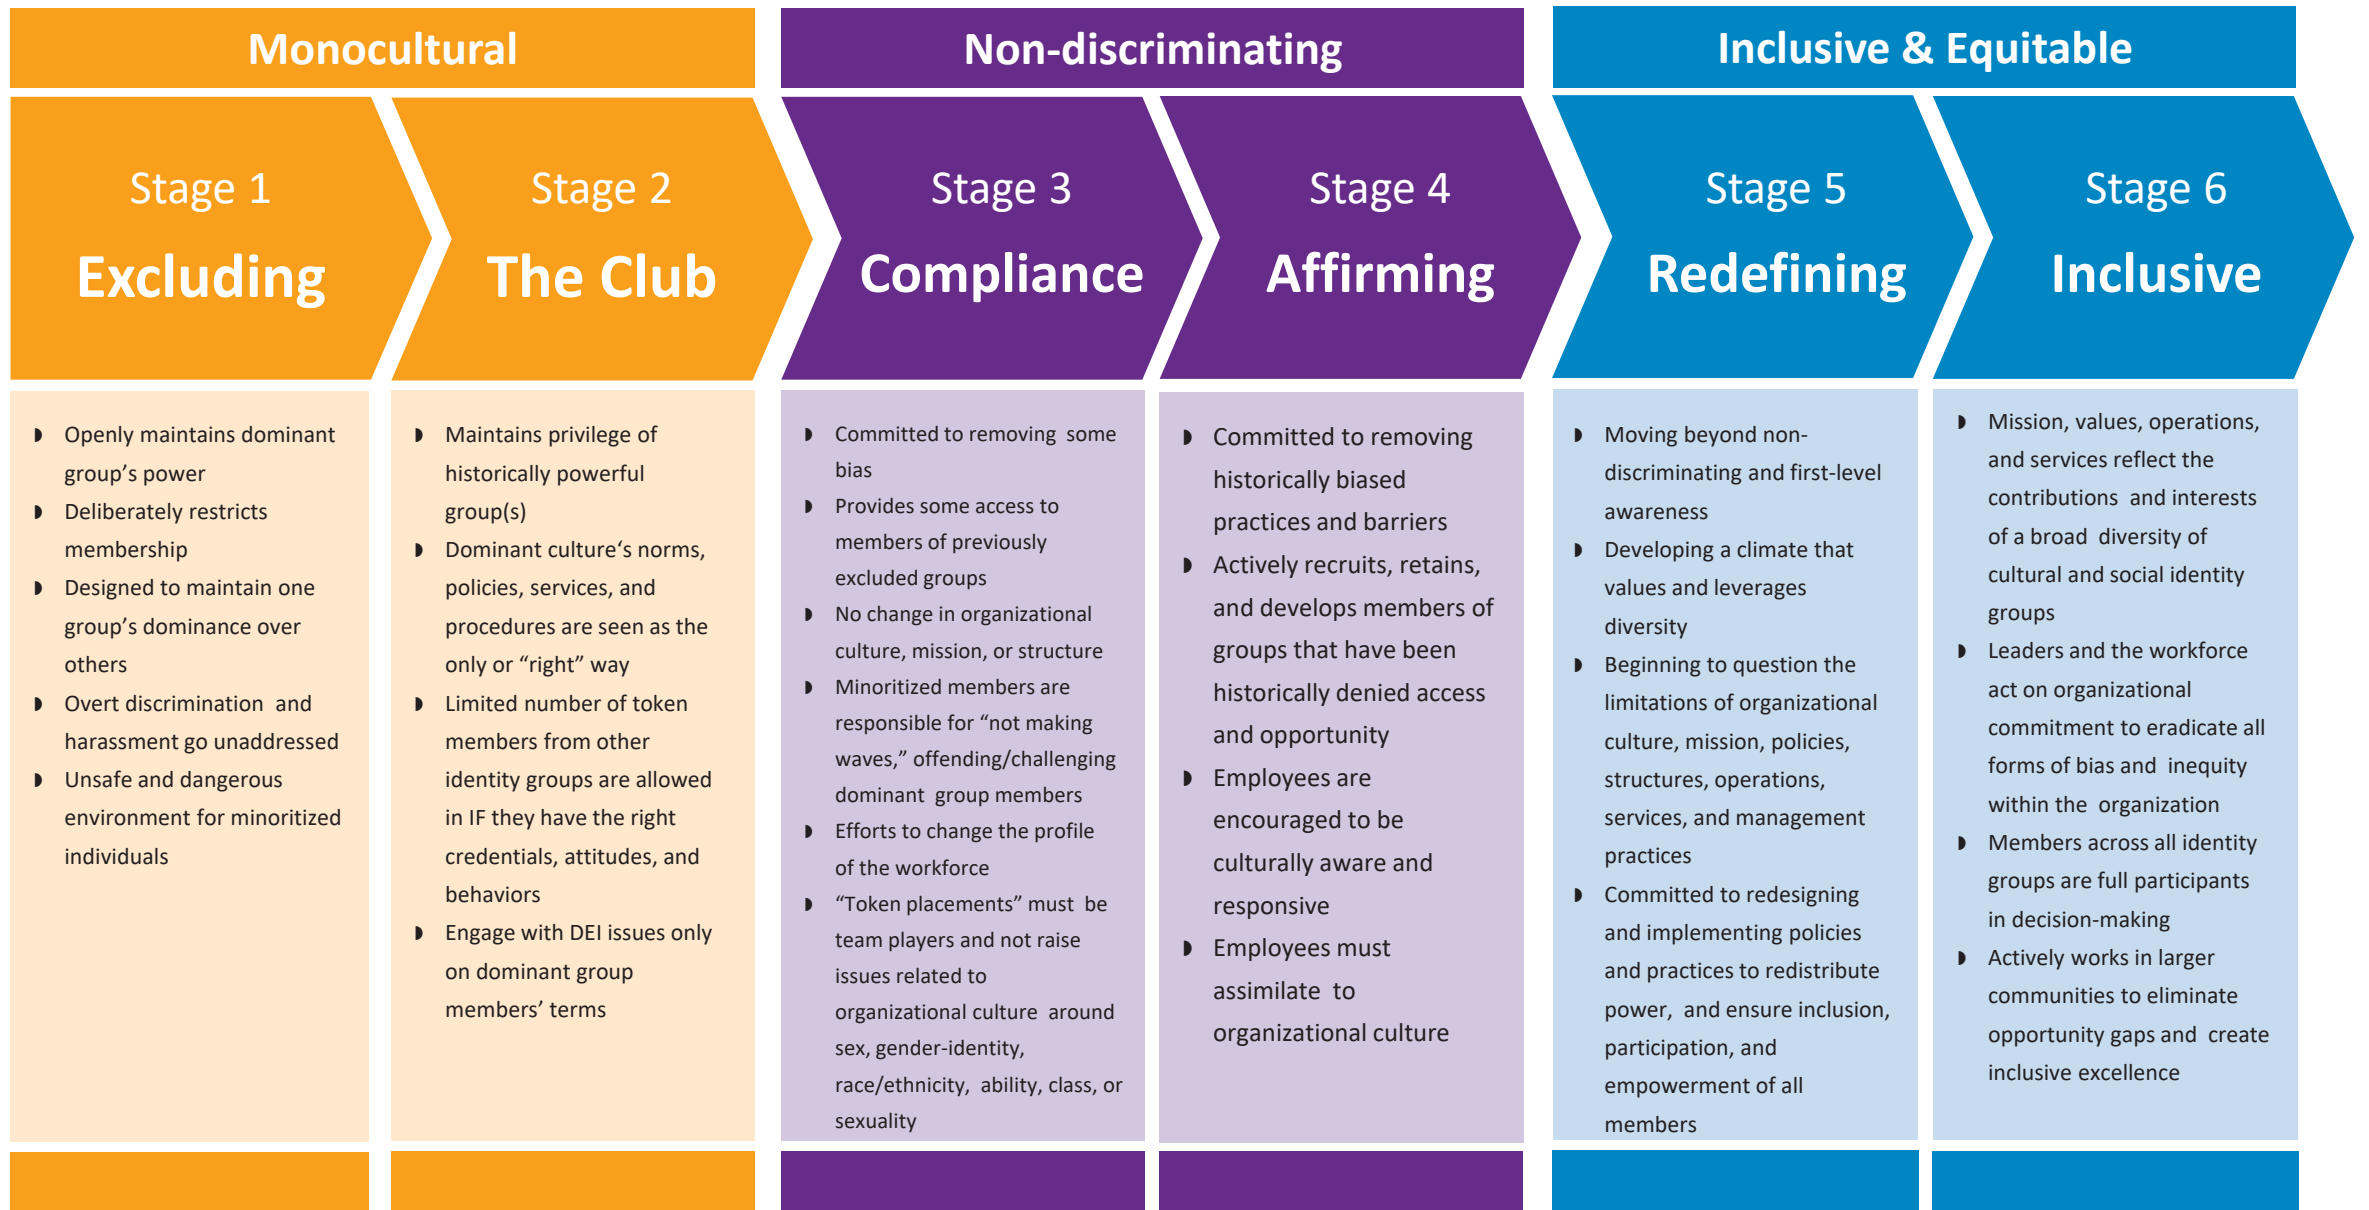 Monocultural
Non-discriminating
Inclusive & Equitable
Stage 1
Excluding
Stage 2
The Club
Stage 3
Compliance
Stage 4
Affirming
Stage 5
Redefining
Stage 6
Inclusive
Openly maintains dominant
group’s power
Deliberately restricts
membership
Designed to maintain one
group’s dominance over
others
Overt discrimination and
harassment go unaddressed
Unsafe and dangerous
environment for minoritized
individuals
Maintains privilege of
historically powerful
group(s)
Dominant culture‘s norms,
policies, services, and
procedures are seen as the
only or “right” way
Limited number of token
members from other
identity groups are allowed
in IF they have the right
credentials, attitudes, and
behaviors
Engage with DEI issues only
on dominant group
members’ terms
Committed to removing some
bias
Provides some access to
members of previously
excluded groups
No change in organizational
culture, mission, or structure
Minoritized members are
responsible for “not making
waves,” offending/challenging
dominant group members
Efforts to change the profile
of the workforce
“Token placements” must be
team players and not raise
issues related to
organizational culture around
sex, gender-identity,
race/ethnicity, ability, class, or
sexuality
Committed to removing
historically biased
practices and barriers
Actively recruits, retains,
and develops members of
groups that have been
historically denied access
and opportunity
Employees are
encouraged to be
culturally aware and
responsive
Employees must
assimilate to
organizational culture
Moving beyond non-
discriminating and first-level
awareness
Developing a climate that
values and leverages
diversity
Beginning to question the
limitations of organizational
culture, mission, policies,
structures, operations,
services, and management
practices
Committed to redesigning
and implementing policies
and practices to redistribute
power, and ensure inclusion,
participation, and
empowerment of all
members
Mission, values, operations,
and services reflect the
contributions and interests
of a broad diversity of
cultural and social identity
groups
Leaders and the workforce
act on organizational
commitment to eradicate all
forms of bias and inequity
within the organization
Members across all identity
groups are full participants
in decision-making
Actively works in larger
communities to eliminate
opportunity gaps and create
inclusive excellence